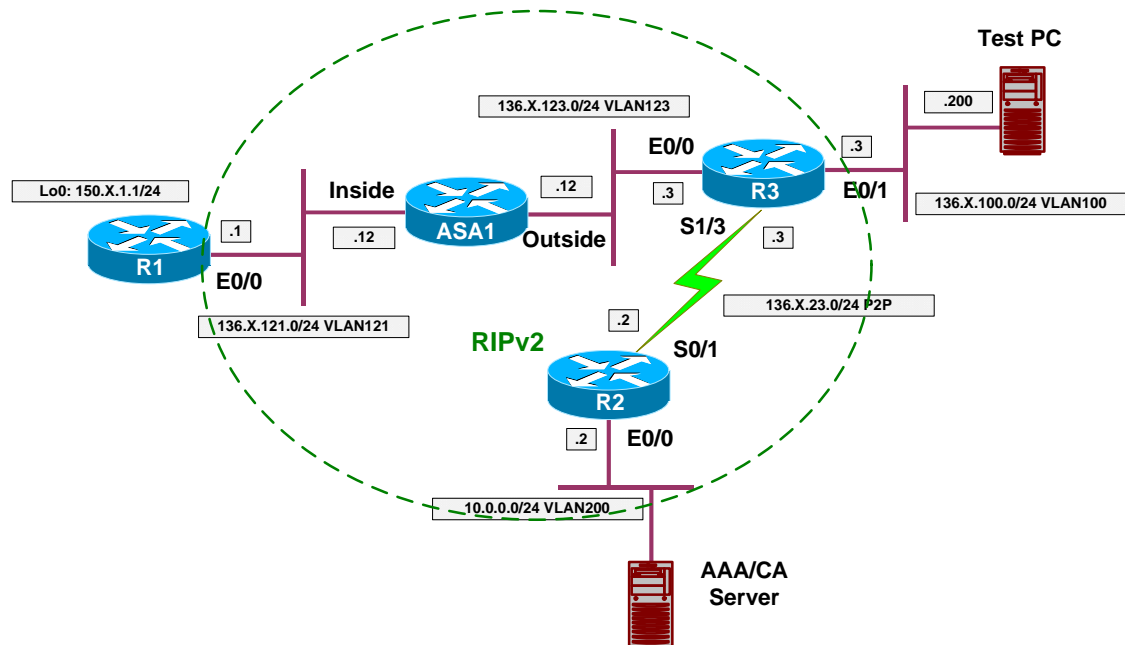 Test PC
136.X.123.0/24 VLAN123
.200
E0/0
.3
Lo0: 150.X.1.1/24
Inside
.12
.3
R3
E0/1
136.X.100.0/24 VLAN100
.1
.12
ASA1
Outside
S1/3
.3
R1
E0/0
136.X.23.0/24 P2P
136.X.121.0/24 VLAN121
.2
RIPv2
S0/1
R2
.2
E0/0
10.0.0.0/24 VLAN200
AAA/CA
Server